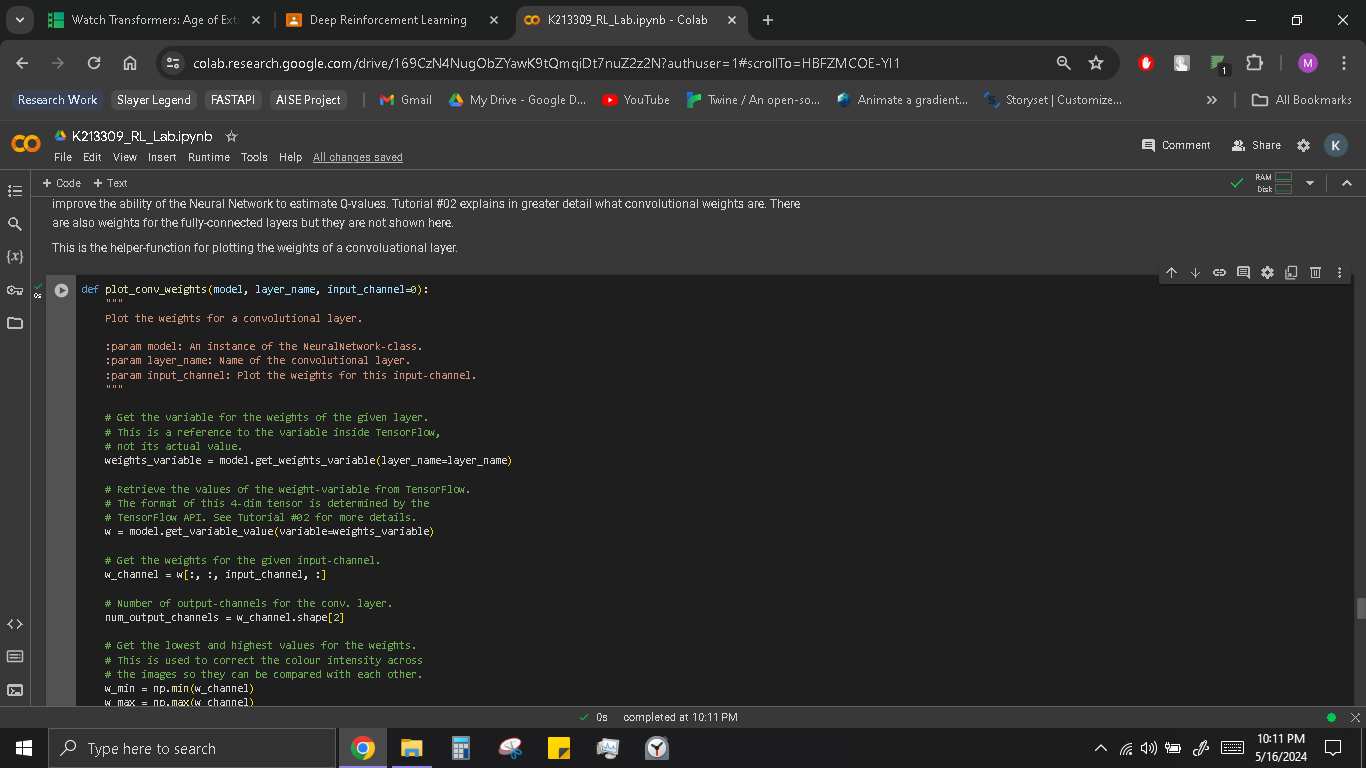 Watch Transformers: Age of Ext
Deep Reinforcement Learning
K213309_RL_Lab.ipynb - Colab
colab.research.google.com/drive/169CzN4NugObZYawK9tQmqiDt7nuZ2z2N?authuser=1#scrollTo=HBFZMCOE-Yl1
1
M
Research Work
Slayer Legend
FASTAPI
AISE Project
Gmail
My Drive - Google D...
YouTube
Twine / An open-so...
Animate a gradient...
Storyset | Customize...
All Bookmarks
K213309_RL_Lab.ipynb
File Edit View Insert Runtime Tools Help All changes saved
Comment
Share
K
+ Code + Text
RAM
Disk
improve the ability of the Neural Network to estimate Q-values. Tutorial #02 explains in greater detail what convolutional weights are. There
are also weights for the fully-connected layers but they are not shown here.
This is the helper-function for plotting the weights of a convoluational layer.
0s
def plot_conv_weights(model, layer_name, input_channel=0):
"""
Plot the weights for a convolutional layer.
:param model: An instance of the NeuralNetwork-class.
:param layer_name: Name of the convolutional layer.
:param input_channel: Plot the weights for this input-channel.
"""
# Get the variable for the weights of the given layer.
# This is a reference to the variable inside TensorFlow,
# not its actual value.
weights_variable = model.get_weights_variable(layer_name=layer_name)
# Retrieve the values of the weight-variable from TensorFlow.
# The format of this 4-dim tensor is determined by the
# TensorFlow API. See Tutorial #02 for more details.
w = model.get_variable_value(variable=weights_variable)
# Get the weights for the given input-channel.
w_channel = w[:, :, input_channel, :]
# Number of output-channels for the conv. layer.
num_output_channels = w_channel.shape[2]
# Get the lowest and highest values for the weights.
# This is used to correct the colour intensity across
# the images so they can be compared with each other.
w_min = np.min(w_channel)
w_max = np.max(w_channel)
0s completed at 10:11 PM
Type here to search
10:11 PM
5/16/2024